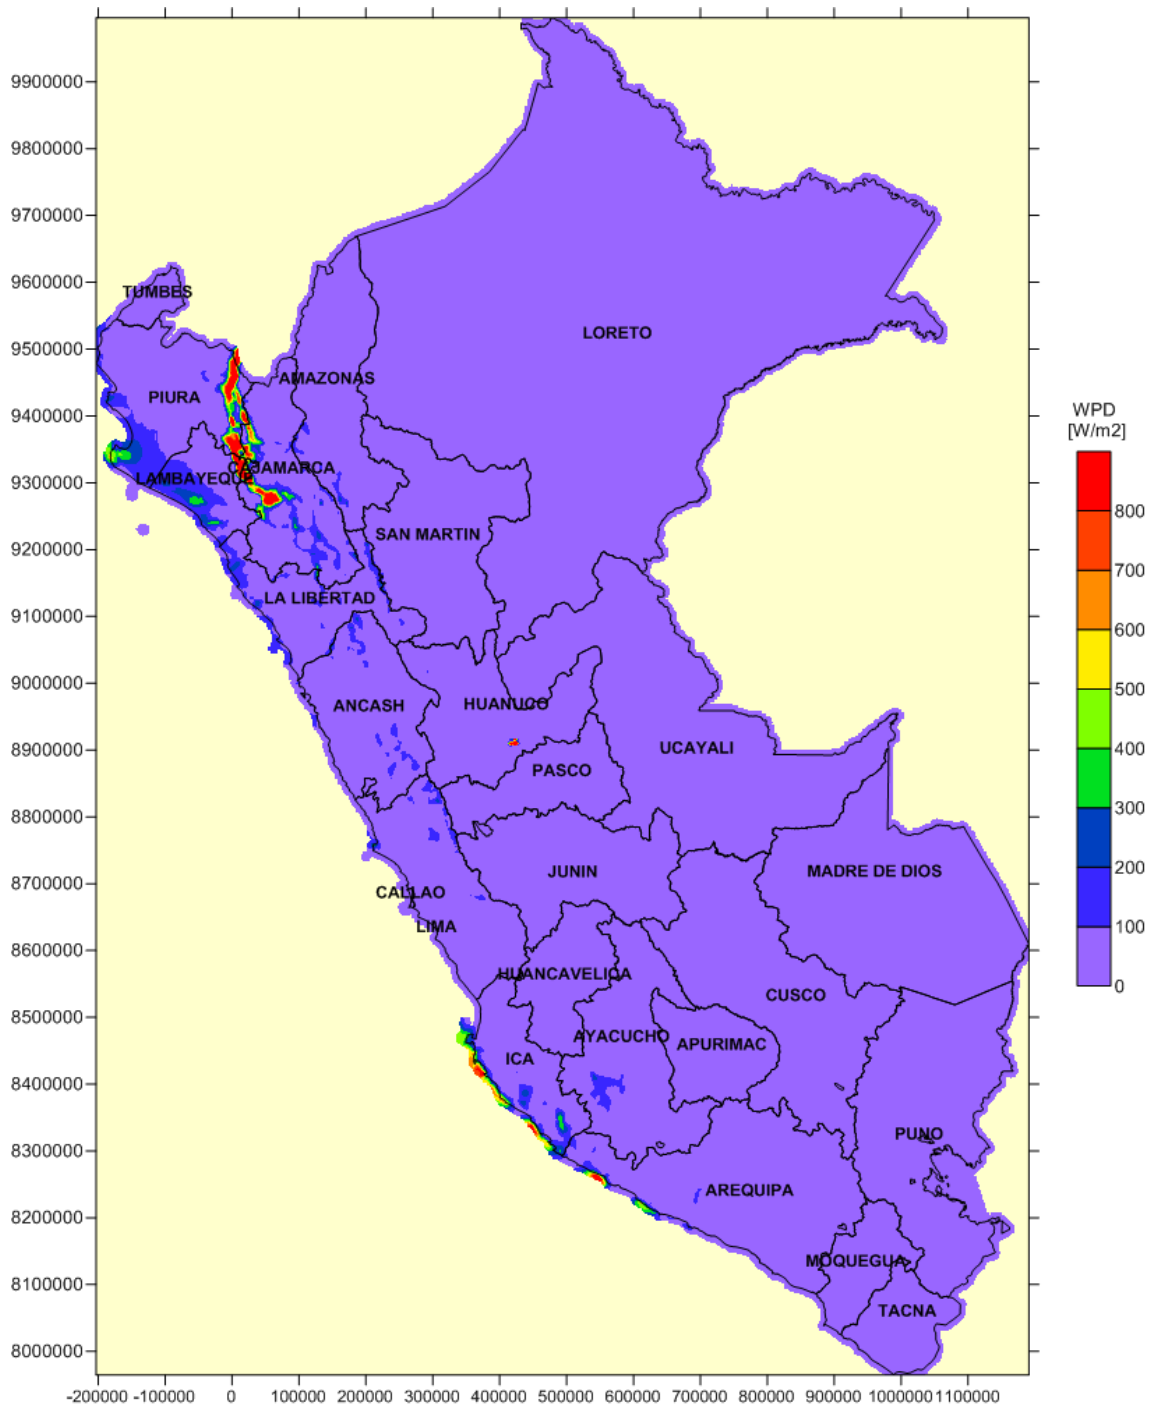 9900000
9800000
9700000
9600000
9500000
9400000
9300000
9200000
9100000
9000000
8900000
8800000
8700000
8600000
8500000
8400000
8300000
8200000
8100000
8000000
-200000 -100000 0 100000 200000 300000 400000 500000 600000 700000 800000 900000 1000000 1100000
TUMBES
LORETO
AMAZONAS
PIURA
CAJAMARCA
LAMBAYEQUE
SAN MARTIN
LA LIBERTAD
ANCASH
HUANUCO
UCAYALI
PASCO
JUNIN
MADRE DE DIOS
CALLAO
LIMA
HUANCAVELICA
CUSCO
AYACUCHO
APURIMAC
ICA
PUNO
AREQUIPA
MOQUEGUA
TACNA
WPD
[W/m2]
800
700
600
500
400
300
200
100
0